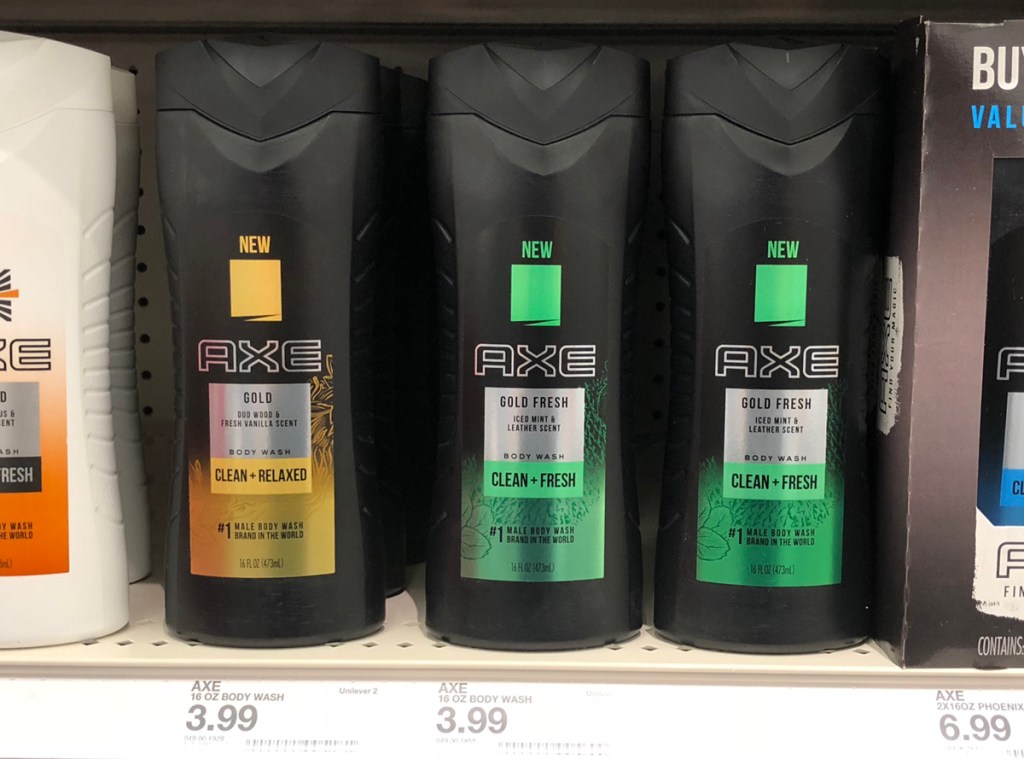 FRESH
NEW
AXE
GOLD
OUD WOOD &
FRESH VANILLA SCENT
BODY WASH
CLEAN + RELAXED
#1 MALE BODY WASH
BRAND IN THE WORLD
16 FL OZ (473mL)
NEW
AXE
GOLD FRESH
ICED MINT &
LEATHER SCENT
BODY WASH
CLEAN + FRESH
#1 MALE BODY WASH
BRAND IN THE WORLD
16 FL OZ (473mL)
NEW
AXE
GOLD FRESH
ICED MINT &
LEATHER SCENT
BODY WASH
CLEAN + FRESH
#1 MALE BODY WASH
BRAND IN THE WORLD
16 FL OZ (473mL)
FIND YOUR MAGIC
BU
VAL
CL
FIN
CONTAINS:
AXE
16 OZ BODY WASH
Unilever 2
3.99
AXE
16 OZ BODY WASH
3.99
AXE
2X16OZ PHOENIX
6.99